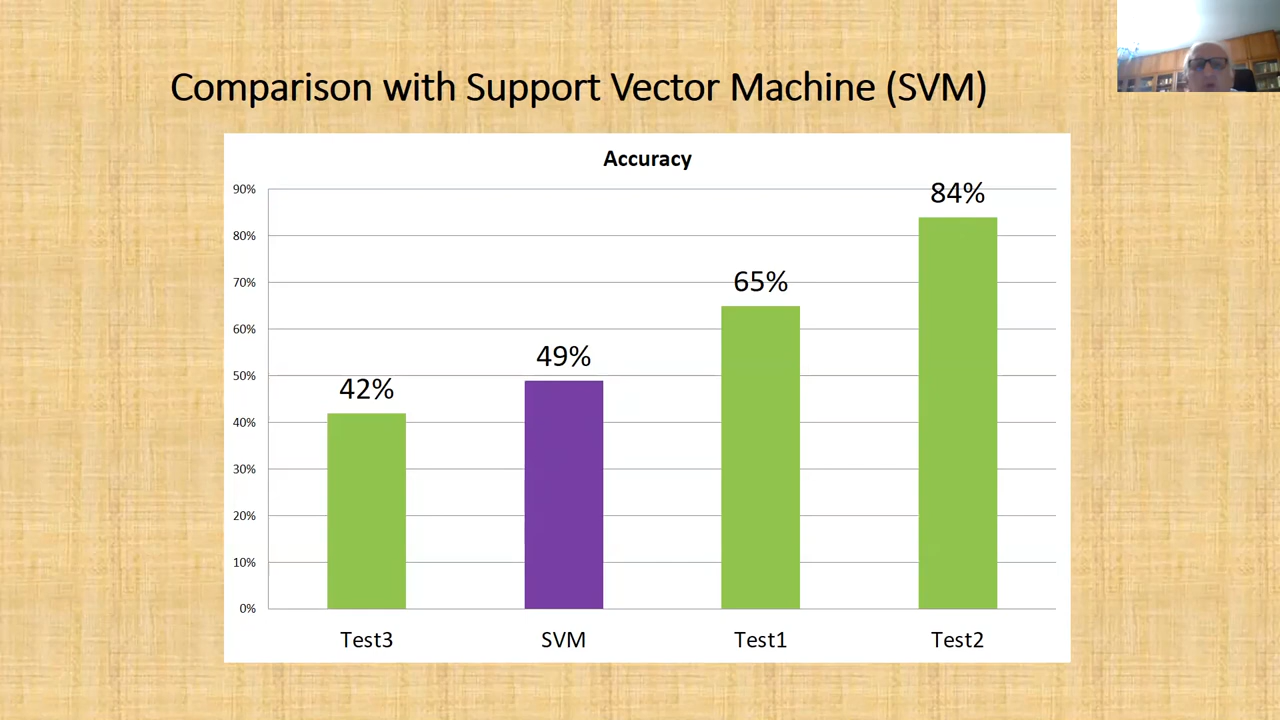 Comparison with Support Vector Machine (SVM)
Accuracy
90%
80%
70%
60%
50%
40%
30%
20%
10%
0%
42%
49%
65%
84%
Test3
SVM
Test1
Test2